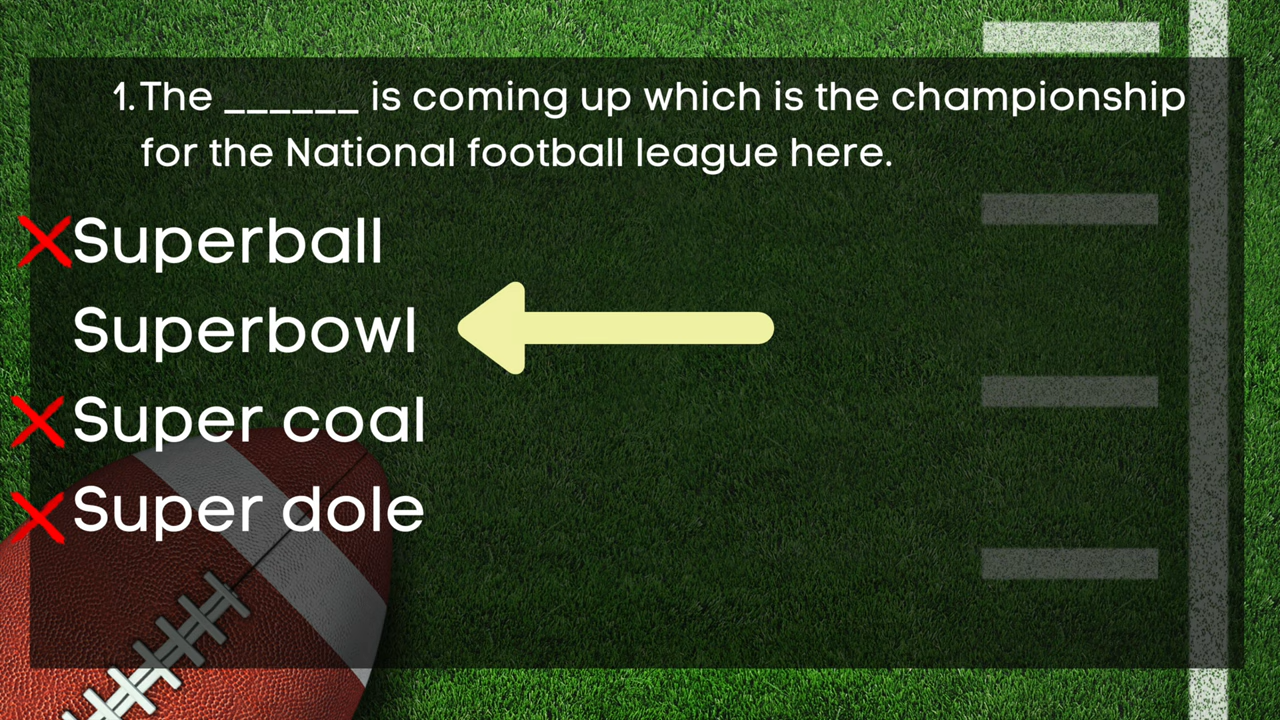 1. The ______ is coming up which is the championship
for the National football league here.
Superball
Superbowl
Super coal
Super dole